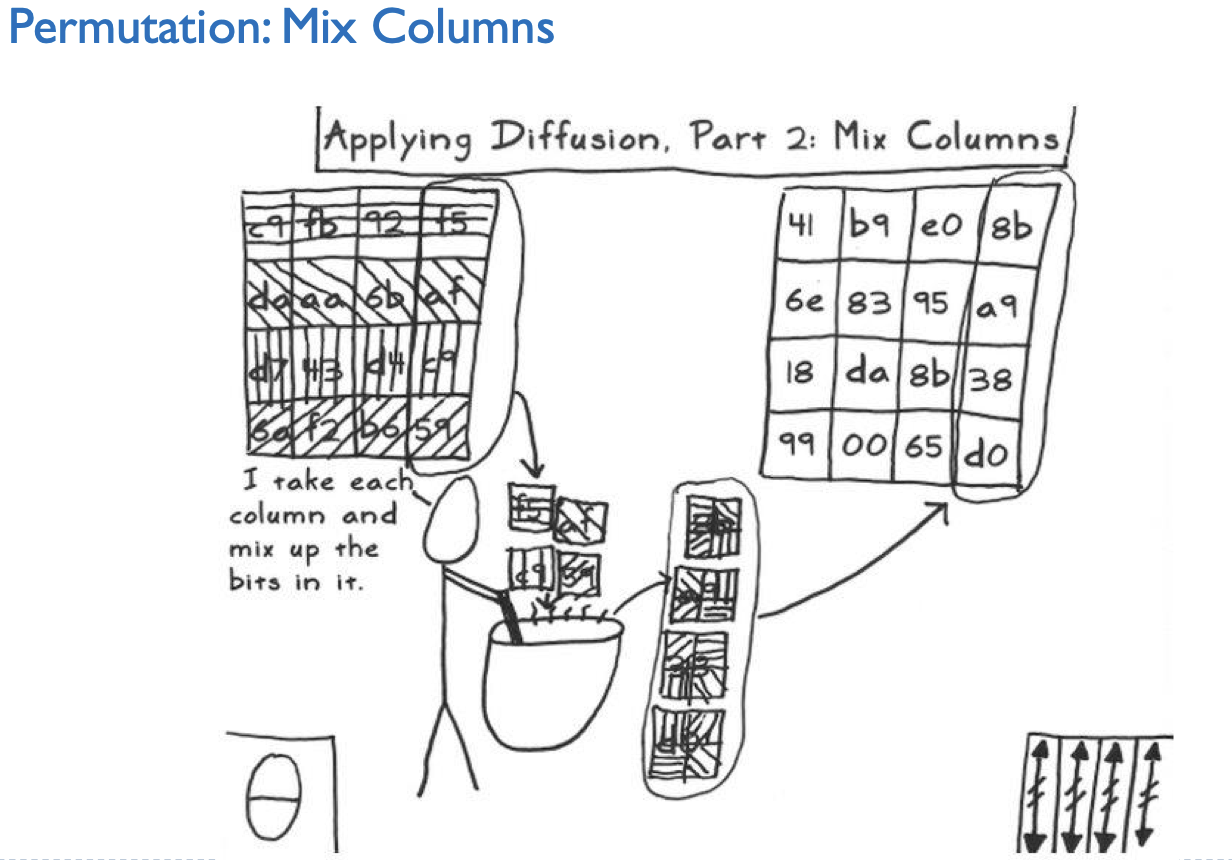 Permutation: Mix Columns
Applying Diffusion, Part 2: Mix Columns
c9 fb 92 f5
da aa 6b af
d7 43 d4 c9
6a f2 b6 59
41 b9 e0 8b
6e 83 95 a9
18 da 8b 38
99 00 65 d0
I take each
column and
mix up the
bits in it.
f5 af
c9 59